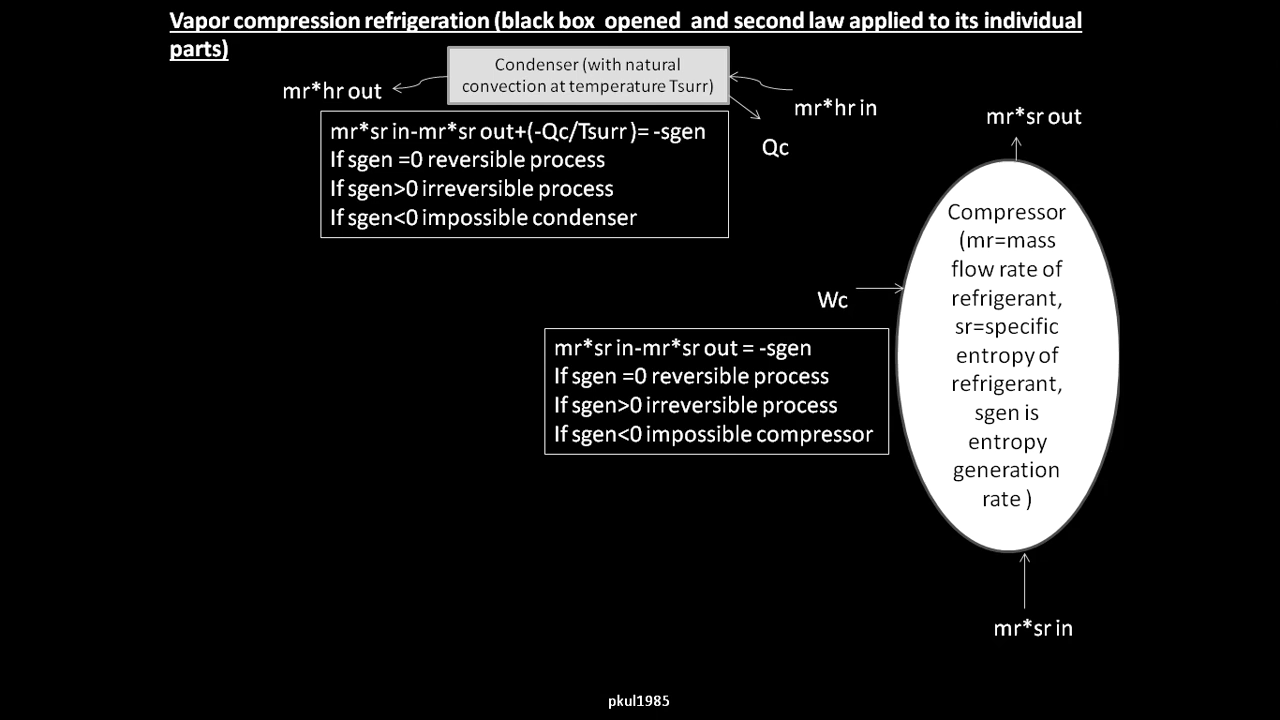 Vapor compression refrigeration (black box opened and second law applied to its individual
parts)
Condenser (with natural
convection at temperature Tsurr)
mr*hr out
mr*hr in
Qc
mr*sr in-mr*sr out+(-Qc/Tsurr )= -sgen
If sgen =0 reversible process
If sgen>0 irreversible process
If sgen<0 impossible condenser
mr*sr out
Compressor
(mr=mass
flow rate of
refrigerant,
sr=specific
entropy of
refrigerant,
sgen is
entropy
generation
rate )
Wc
mr*sr in-mr*sr out = -sgen
If sgen =0 reversible process
If sgen>0 irreversible process
If sgen<0 impossible compressor
mr*sr in
pkul1985